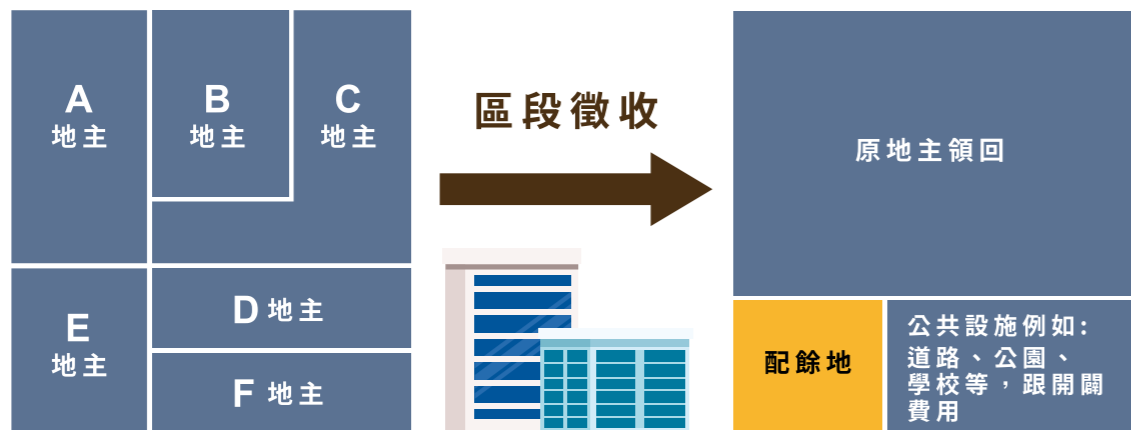 A
地主
B
地主
C
地主
D 地主
E
地主
F 地主
區段徵收
原地主領回
配餘地
公共設施例如:
道路、公園、
學校等，跟開闢
費用